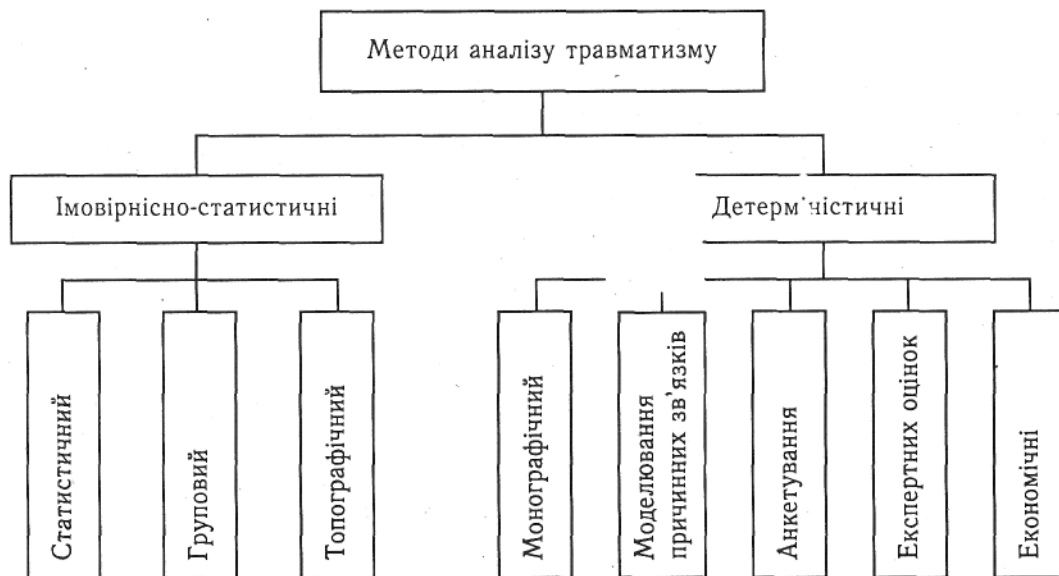 Методи аналізу травматизму
Імовірнісно-статистичні
Детерміністичні
Статистичний
Груповий
Топографічний
Монографічний
Моделювання
причинних зв'язків
Анкетування
Експертних оцінок
Економічні